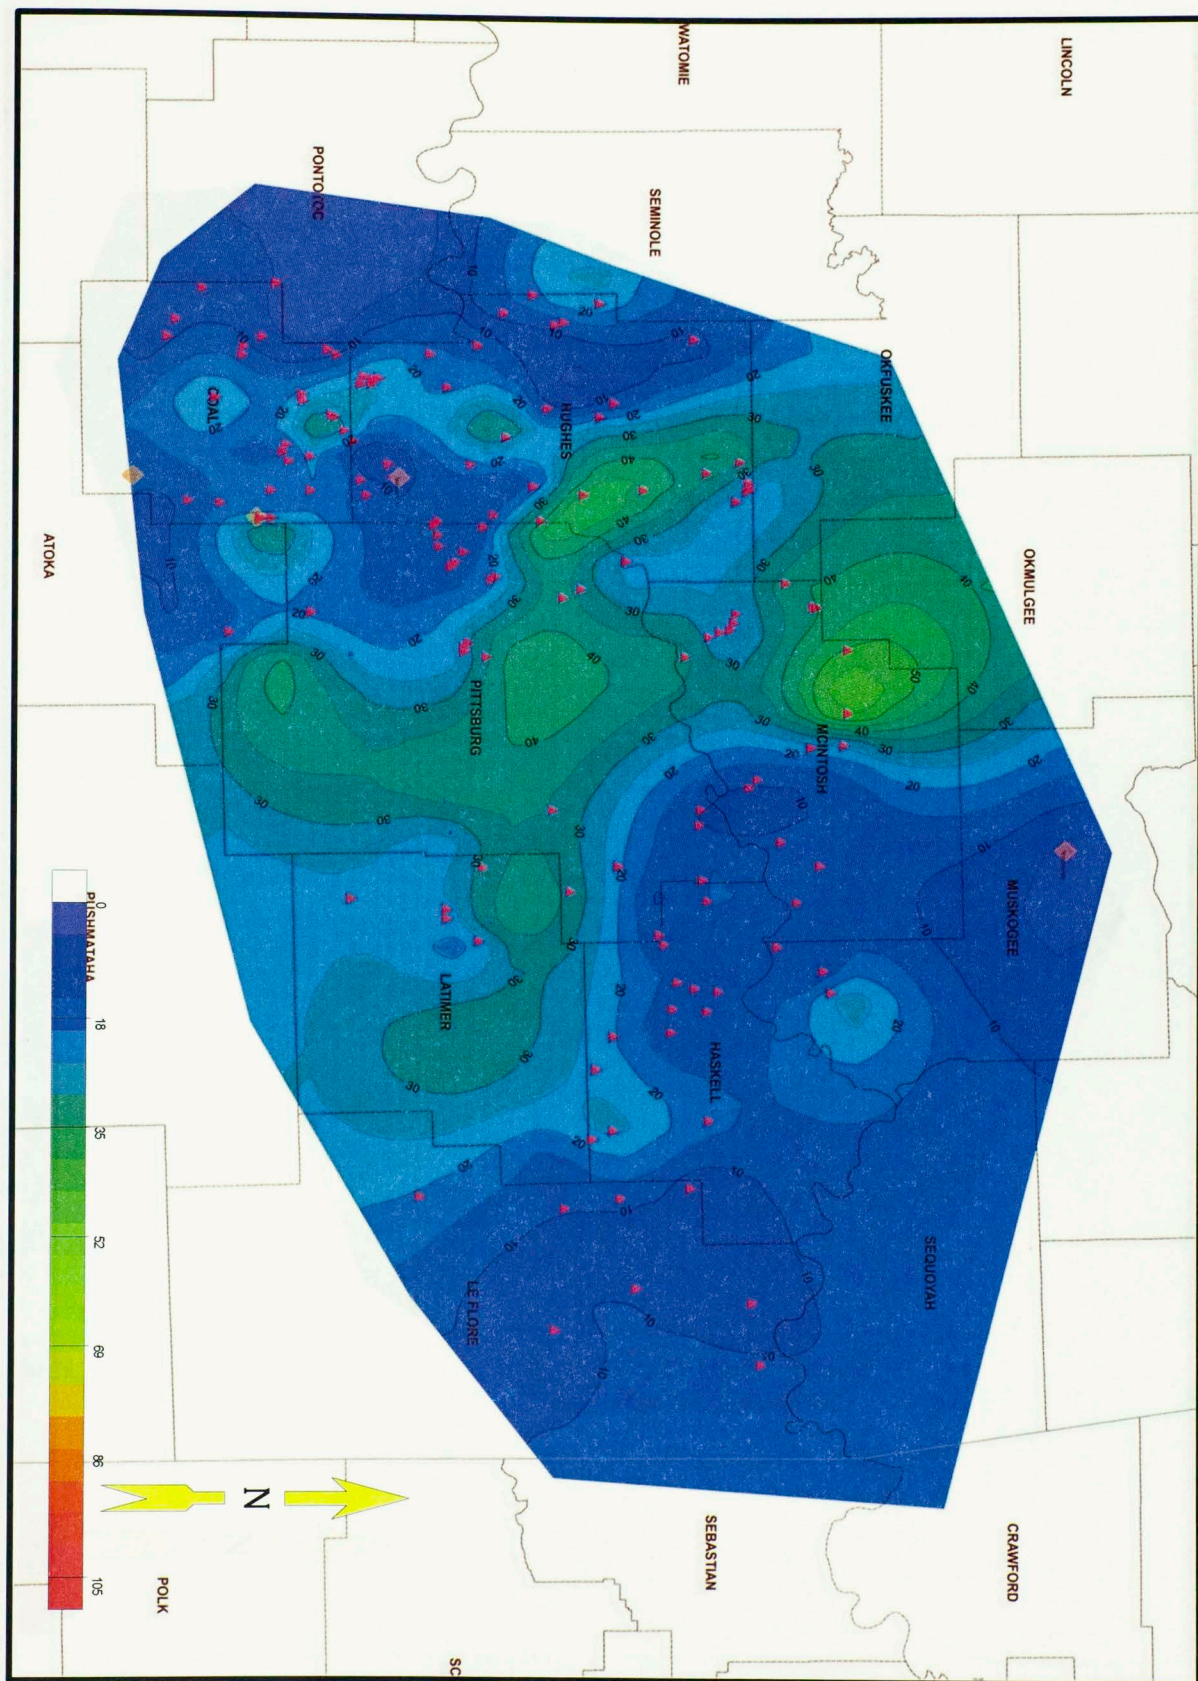 LINCOLN
OKMULGEE
MUSKOGEE
CRAWFORD
WATOMIE
SEMINOLE
OKFUSKEE
SEQUOYAH
MCINTOSH
HASKELL
SEBASTIAN
HUGHES
PITTSBURG
LATIMER
LE FLORE
SC
PONTOTOC
COAL
ATOKA
PUSHMATAHA
POLK
N
0
18
35
52
69
86
105
10
20
30
40
50